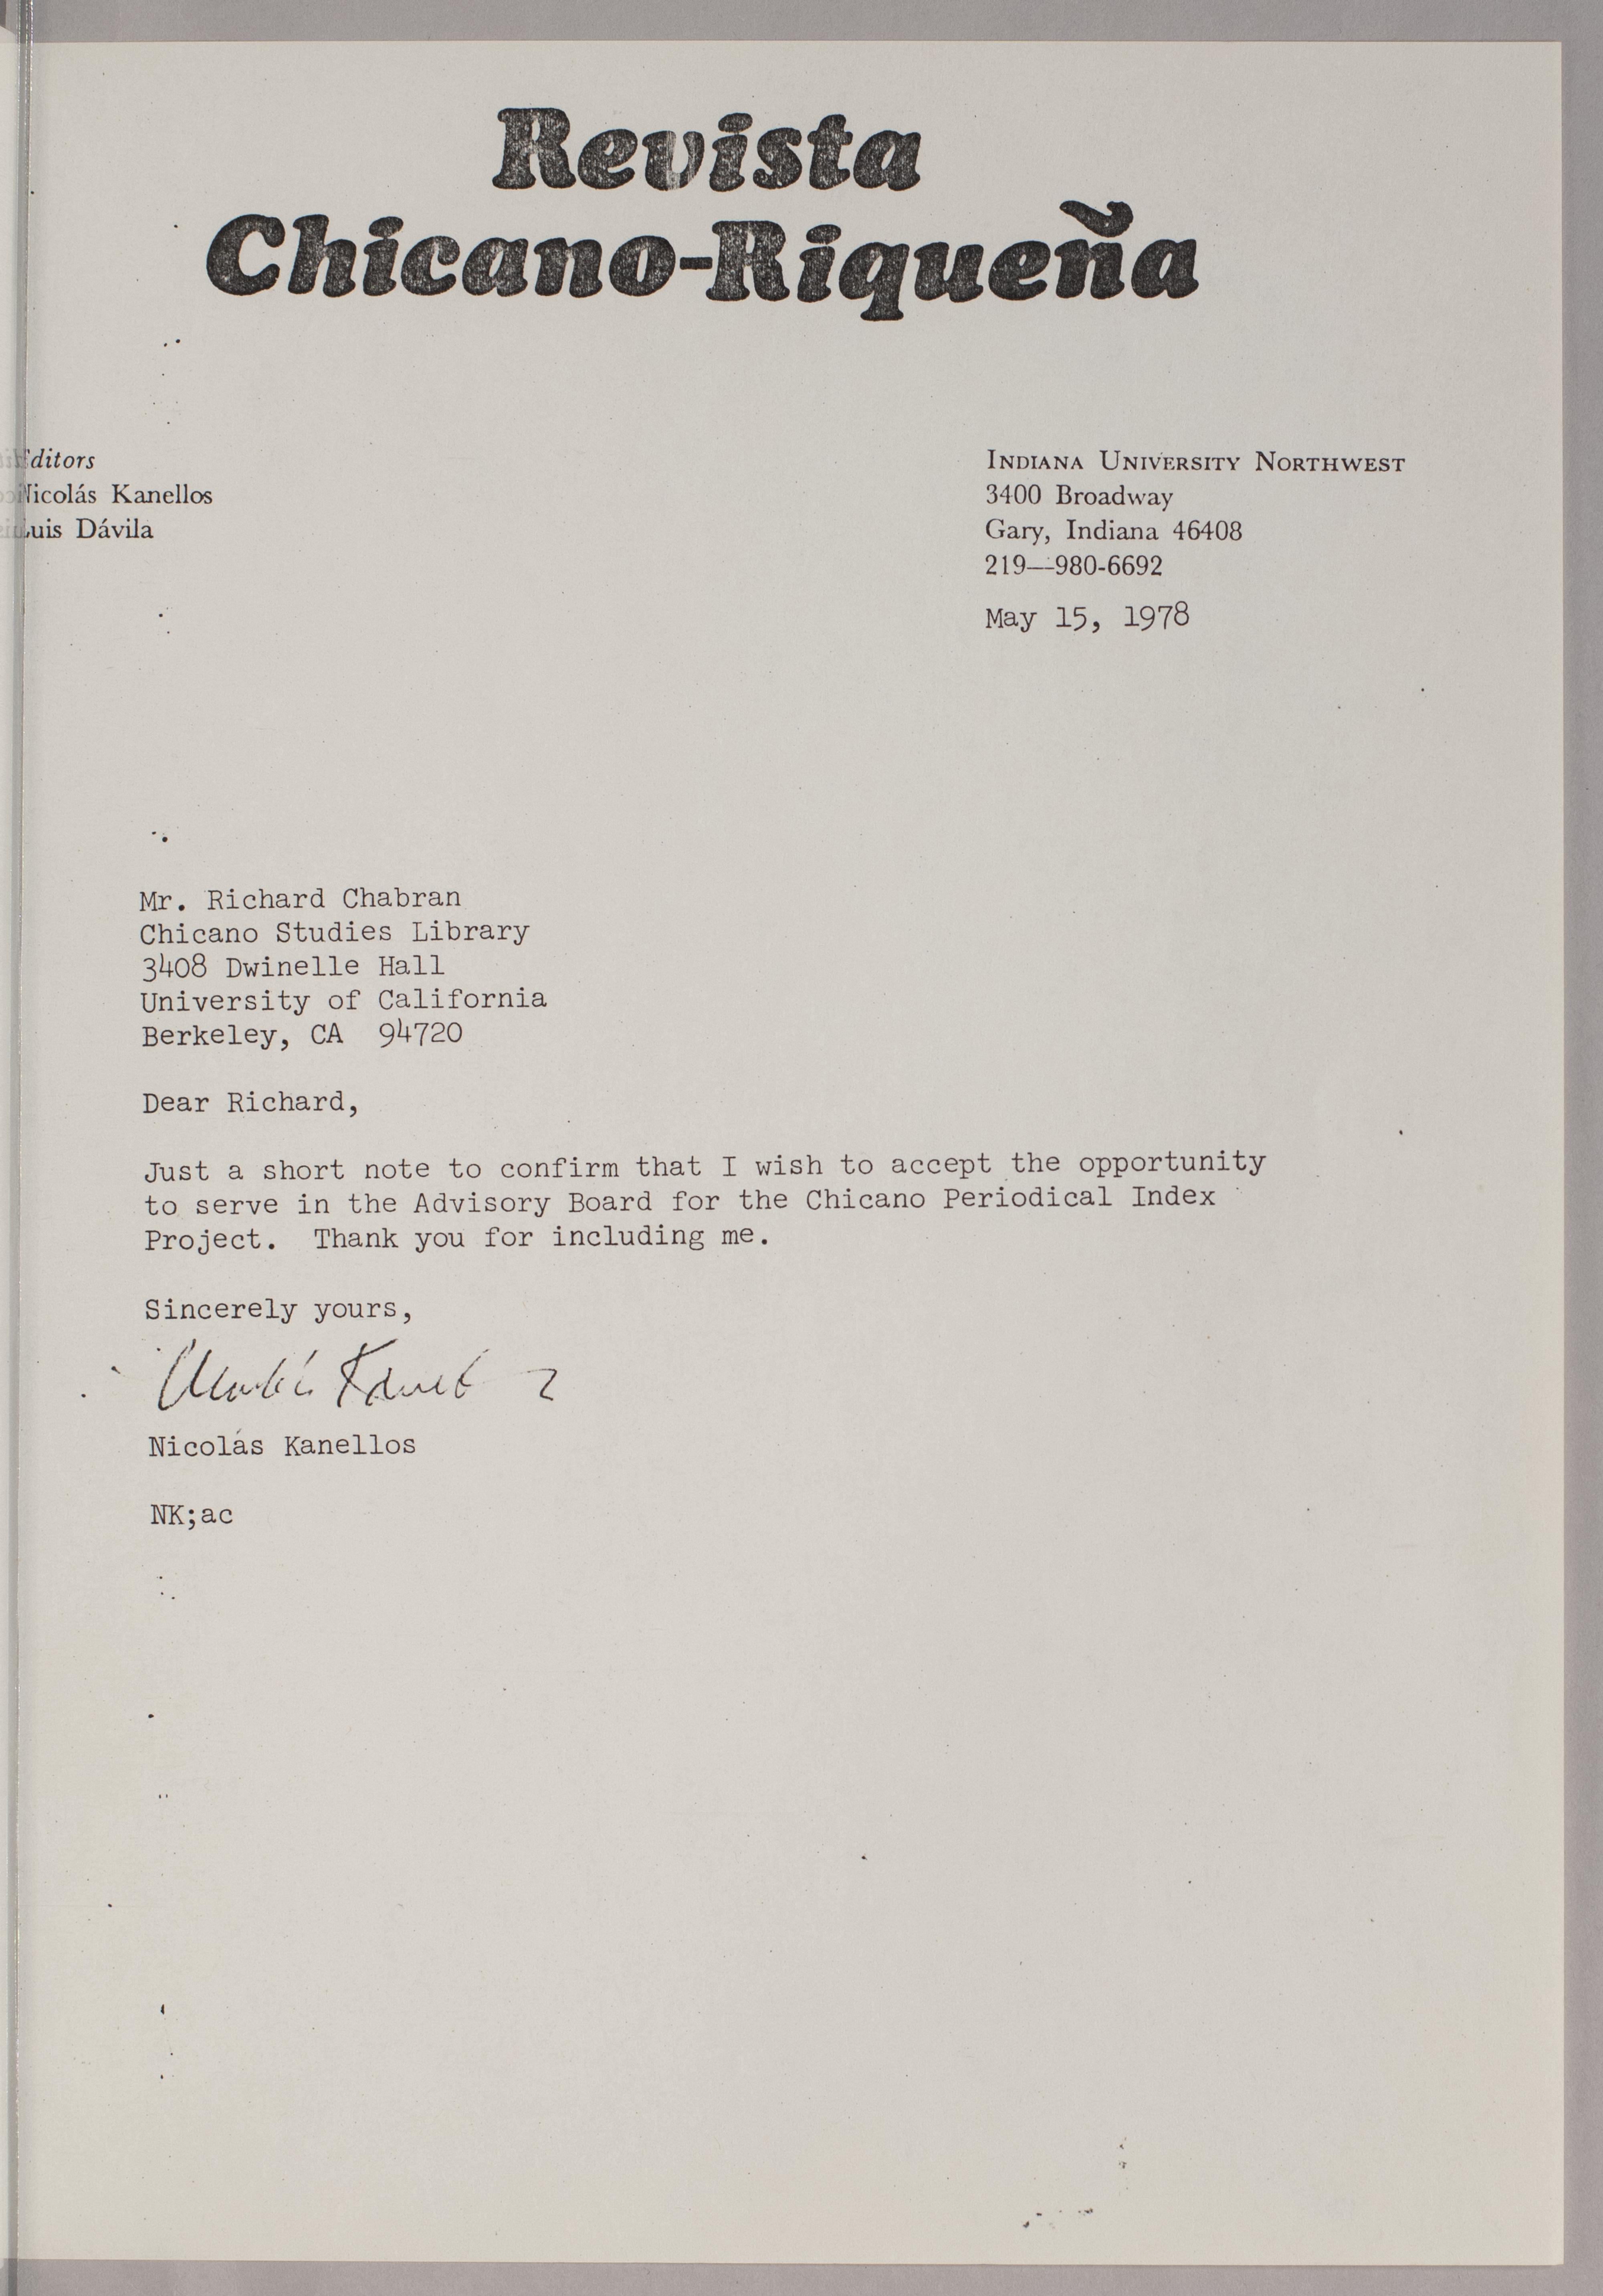 Revista
Chicano-Riqueña
Editors
Nicolás Kanellos
Luis Dávila
INDIANA UNIVERSITY NORTHWEST
3400 Broadway
Gary, Indiana 46408
219—980-6692
May 15, 1978
Mr. Richard Chabran
Chicano Studies Library
3408 Dwinelle Hall
University of California
Berkeley, CA  94720
Dear Richard,
Just a short note to confirm that I wish to accept the opportunity
to serve in the Advisory Board for the Chicano Periodical Index
Project.  Thank you for including me.
Sincerely yours,
Nicolás Kanellos
NK;ac